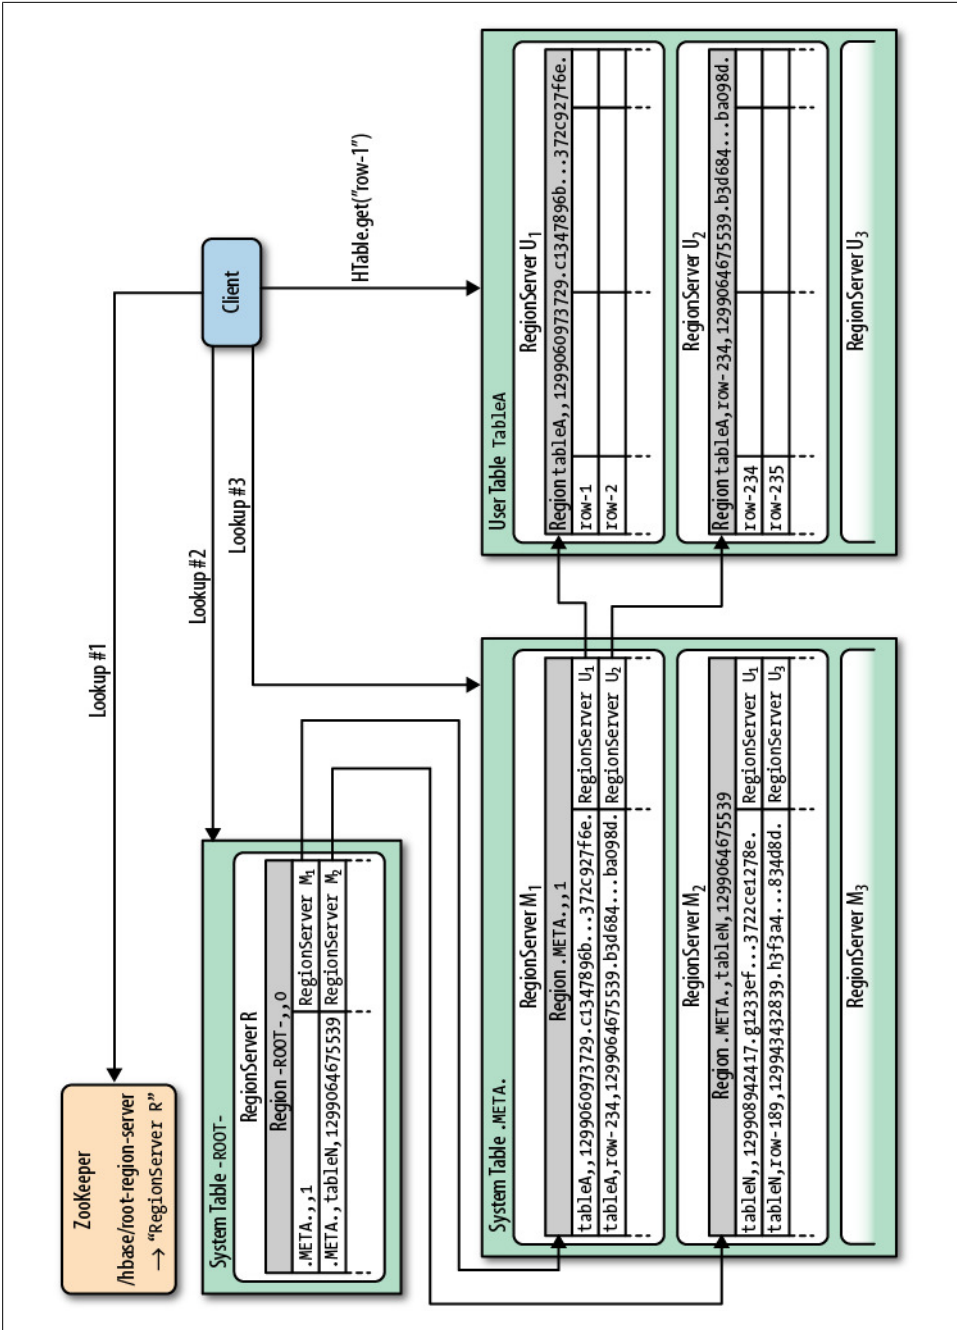 ZooKeeper
/hbase/root-region-server
→ “RegionServer R”
Lookup #1
Client
Lookup #2
Lookup #3
HTable.get("row-1")
System Table -ROOT-
RegionServer R
Region -ROOT-,,0
.META.,,1 RegionServer M1
.META.,tableN,1299064675539 RegionServer M2
System Table .META.
RegionServer M1
Region .META.,,1
tableA,,1299060973729.c1347896b...372c927f6e. RegionServer U1
tableA,row-234,1299064675539.b3d684...ba098d. RegionServer U2
RegionServer M2
Region .META.,tableN,1299064675539
tableN,,129908942417.g1233ef...3722ce1278e. RegionServer U1
tableN,row-189,129943432839.h3f3a4...834d8d. RegionServer U3
RegionServer M3
User Table TableA
RegionServer U1
Region tableA,,1299060973729.c1347896b...372c927f6e.
row-1
row-2
RegionServer U2
Region tableA,row-234,1299064675539.b3d684...ba098d.
row-234
row-235
RegionServer U3